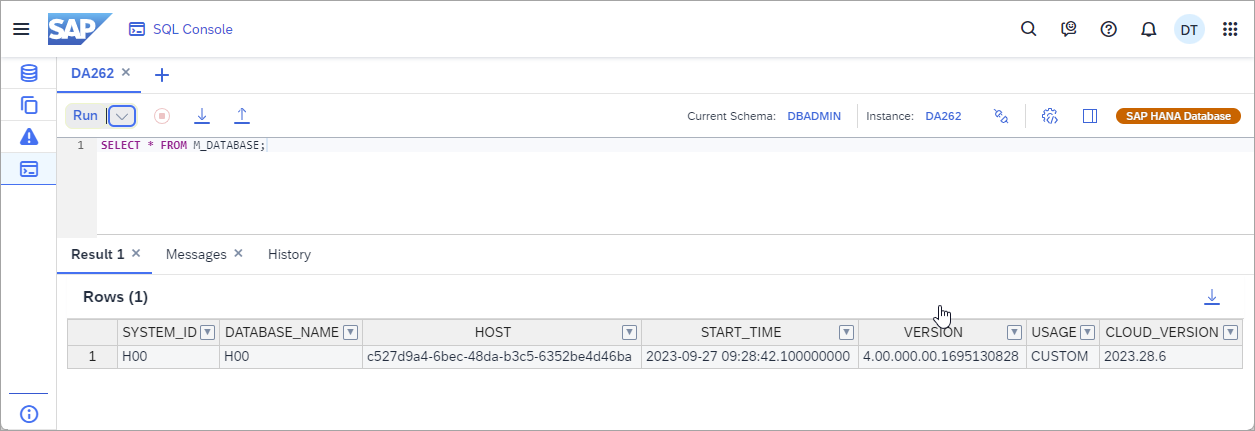 SAP SQL Console DT
DA262
Run Current Schema: DBADMIN Instance: DA262 SAP HANA Database
1 SELECT * FROM M_DATABASE;
Result 1 Messages History
Rows (1)
SYSTEM_ID DATABASE_NAME HOST START_TIME VERSION USAGE CLOUD_VERSION
1 H00 H00 c527d9a4-6bec-48da-b3c5-6352be4d46ba 2023-09-27 09:28:42.100000000 4.00.000.00.1695130828 CUSTOM 2023.28.6